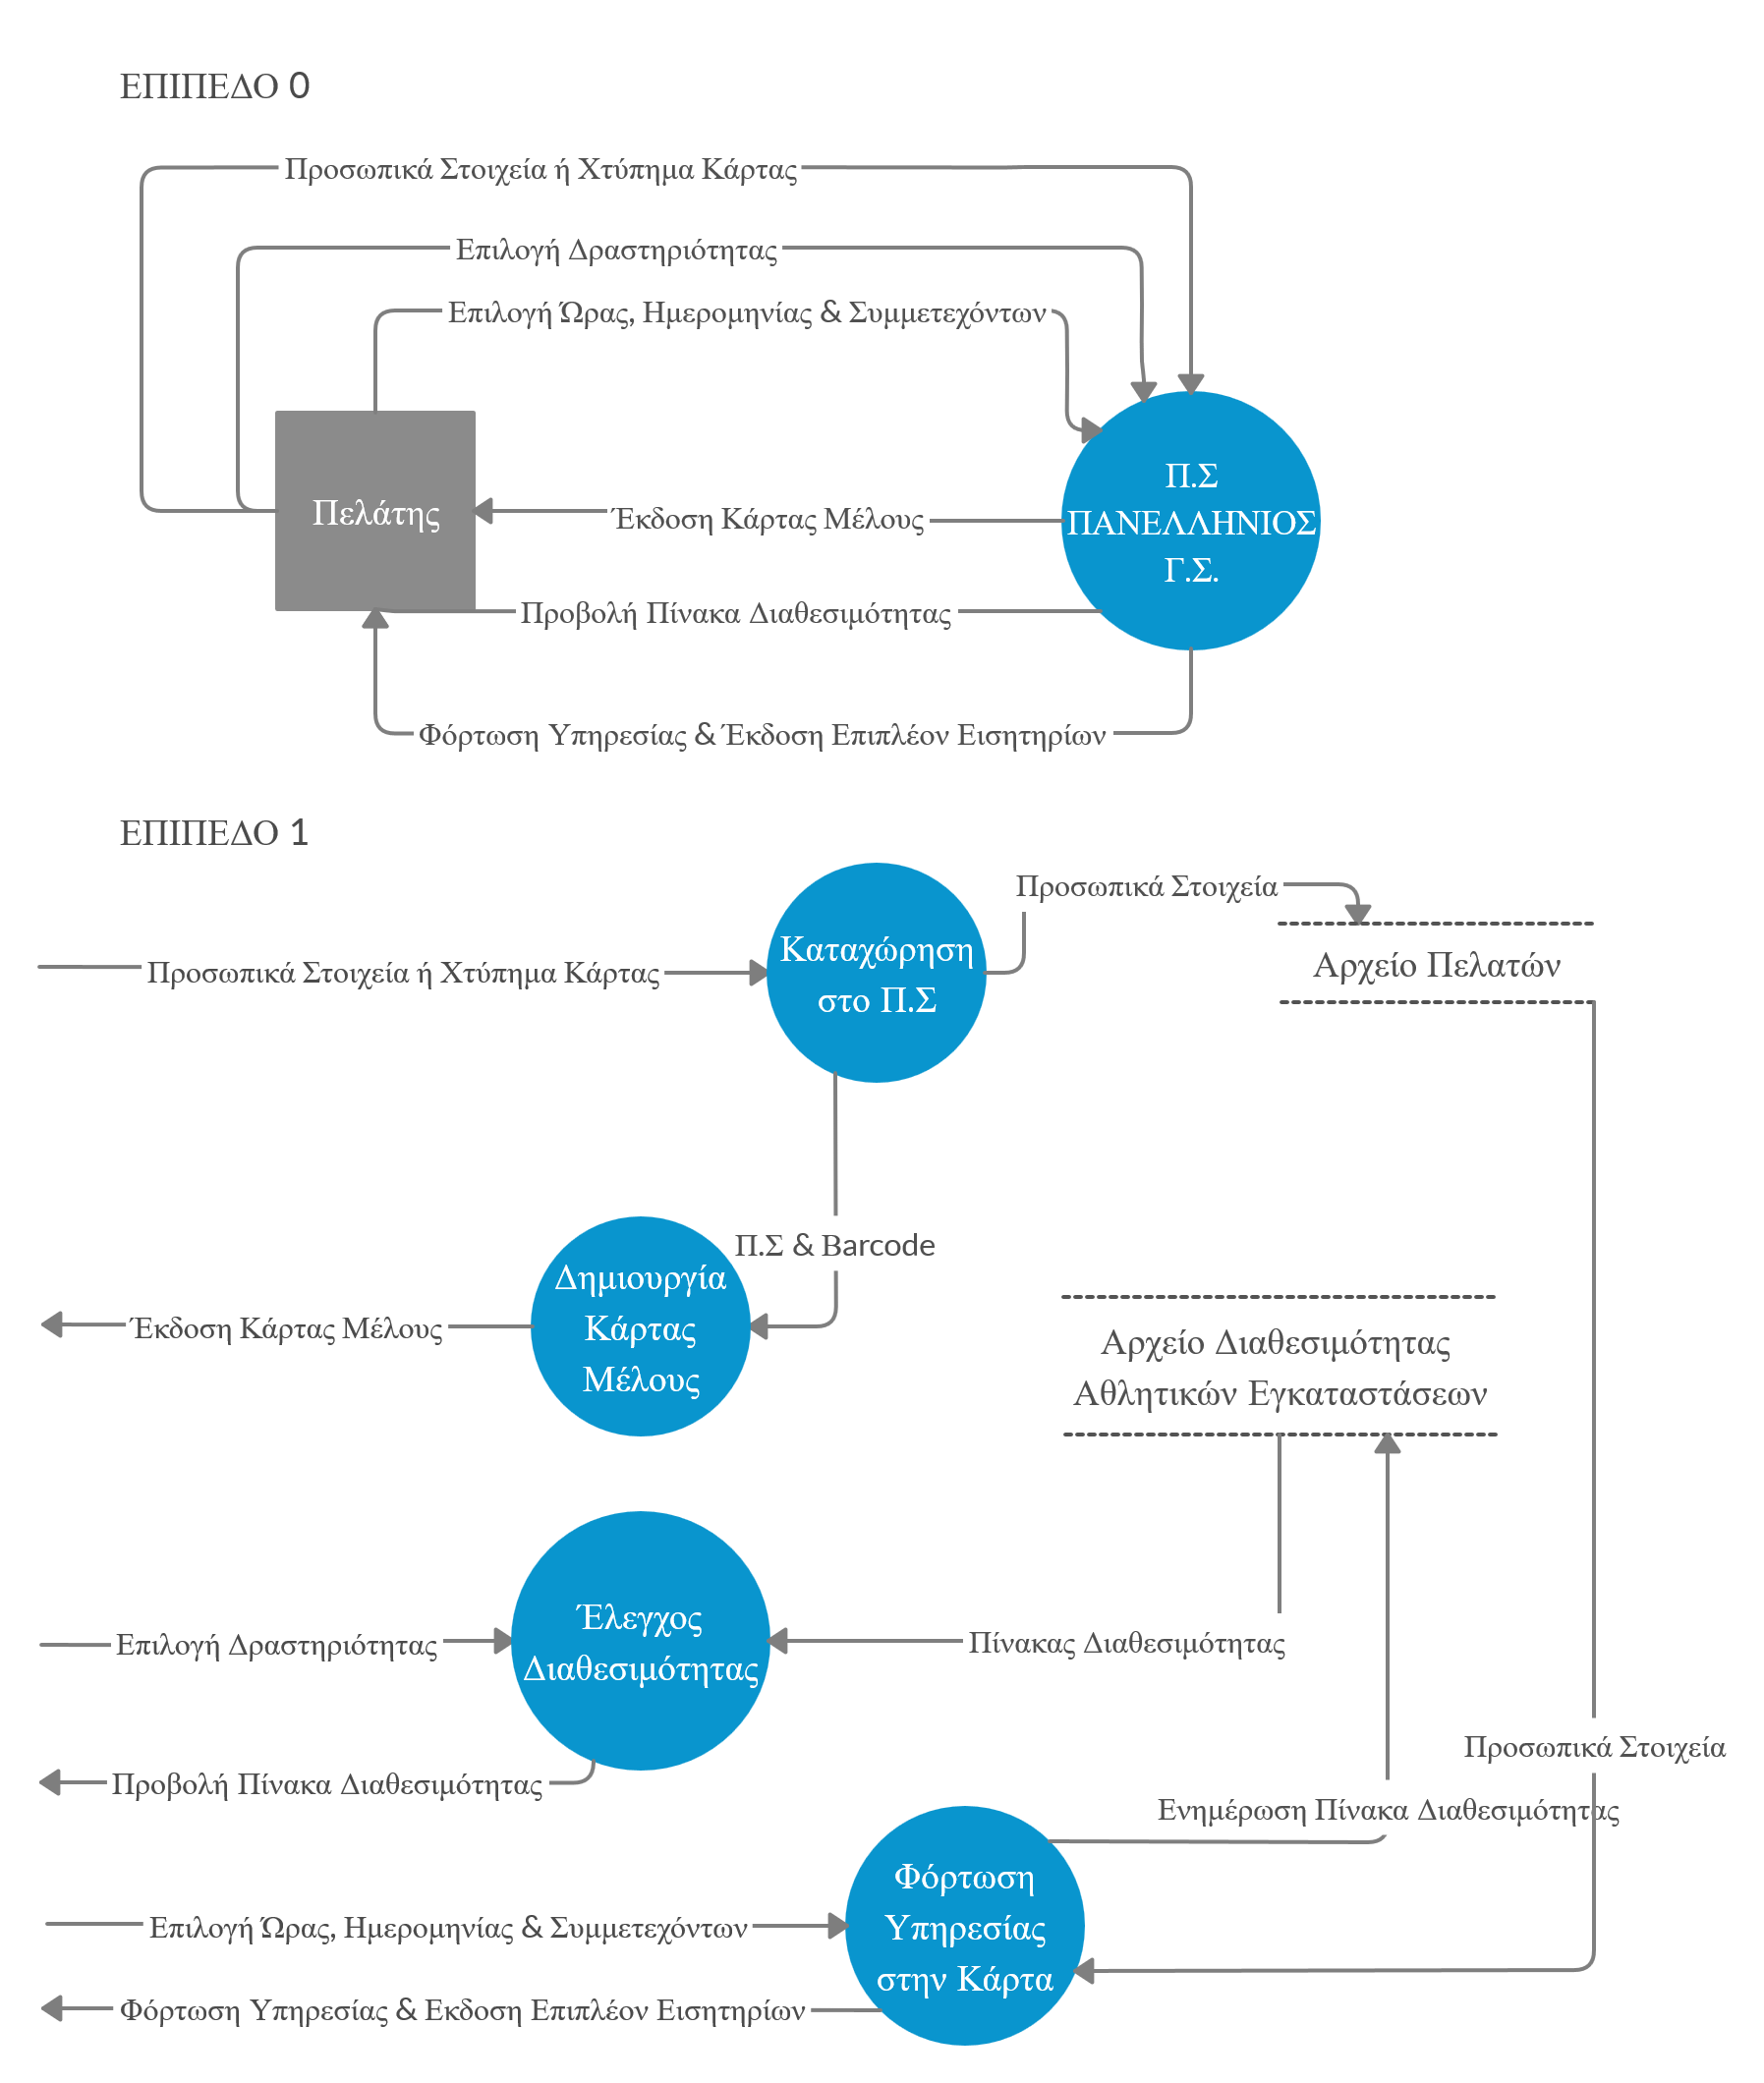 ΕΠΙΠΕΔΟ 0
Προσωπικά Στοιχεία ή Χτύπημα Κάρτας
Επιλογή Δραστηριότητας
Επιλογή Ώρας, Ημερομηνίας & Συμμετεχόντων
Πελάτης
Έκδοση Κάρτας Μέλους
Π.Σ
ΠΑΝΕΛΛΗΝΙΟΣ
Γ.Σ.
Προβολή Πίνακα Διαθεσιμότητας
Φόρτωση Υπηρεσίας & Έκδοση Επιπλέον Εισητηρίων
ΕΠΙΠΕΔΟ 1
Προσωπικά Στοιχεία
Προσωπικά Στοιχεία ή Χτύπημα Κάρτας
Καταχώρηση
στο Π.Σ
Αρχείο Πελατών
Π.Σ & Barcode
Δημιουργία
Κάρτας
Μέλους
Έκδοση Κάρτας Μέλους
Αρχείο Διαθεσιμότητας
Αθλητικών Εγκαταστάσεων
Επιλογή Δραστηριότητας
Έλεγχος
Διαθεσιμότητας
Πίνακας Διαθεσιμότητας
Προσωπικά Στοιχεία
Προβολή Πίνακα Διαθεσιμότητας
Ενημέρωση Πίνακα Διαθεσιμότητας
Επιλογή Ώρας, Ημερομηνίας & Συμμετεχόντων
Φόρτωση
Υπηρεσίας
στην Κάρτα
Φόρτωση Υπηρεσίας & Εκδοση Επιπλέον Εισητηρίων